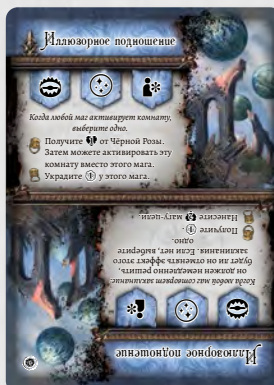 Иллюзорное подношение
Когда любой маг активирует комнату,
выберите одно.
Получите от Чёрной Розы.
Затем можете активировать эту
комнату вместо этого мага.
Украдите 1 у этого мага.
Иллюзорное подношение
Когда любой маг сотворяет заклинание,
он должен немедленно решить,
будет ли он отменять эффект этого
заклинания. Если нет, выберите
одно.
Получите 1.
Нанесите магу-цели.